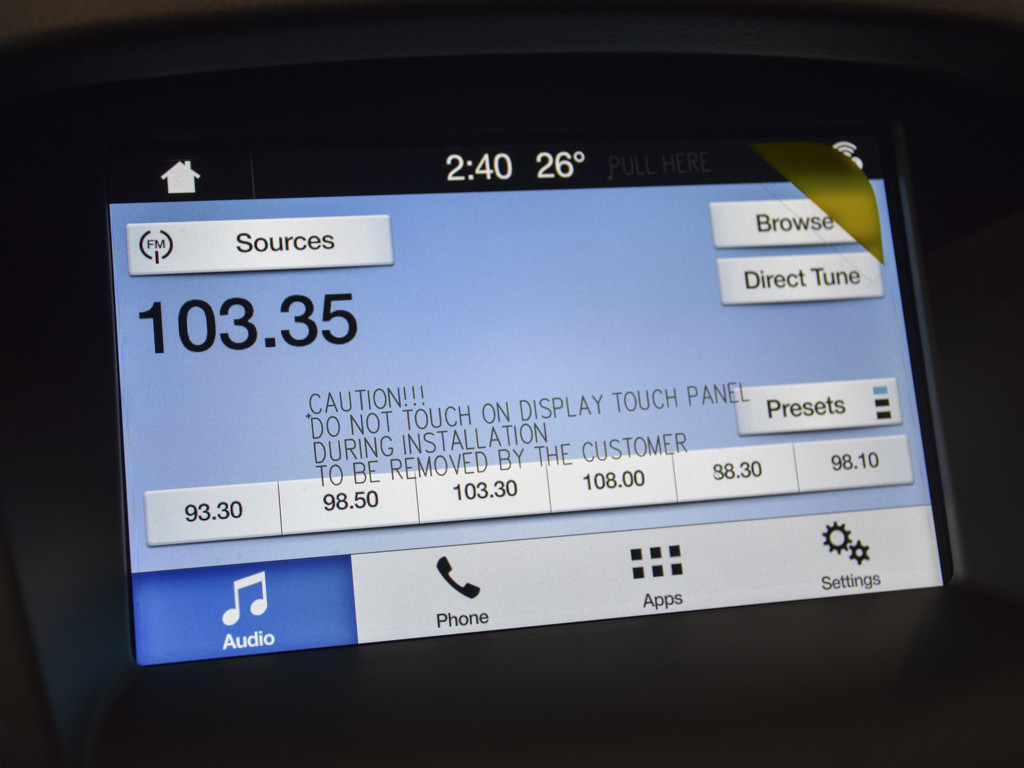 2:40 26° PULL HERE
FM Sources
Browse
Direct Tune
103.35
CAUTION!!!
DO NOT TOUCH ON DISPLAY TOUCH PANEL
DURING INSTALLATION
TO BE REMOVED BY THE CUSTOMER
Presets
93.30 98.50 103.30 108.00 88.30 98.10
Audio Phone Apps Settings